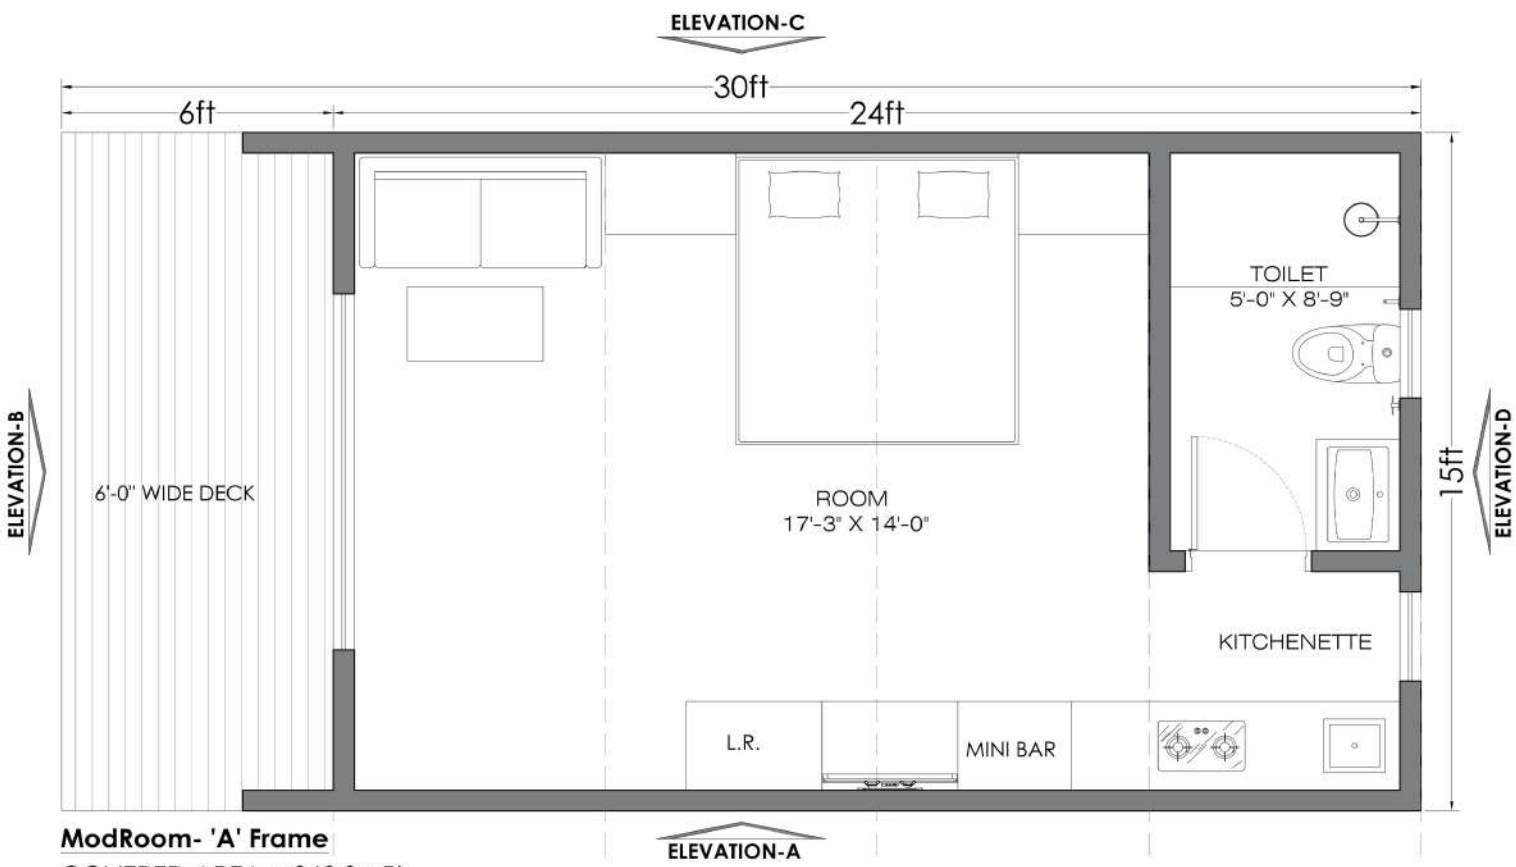 ELEVATION-C
30ft
6ft
24ft
TOILET
5'-0" X 8'-9"
ELEVATION-B
ELEVATION-D
15ft
6'-0" WIDE DECK
ROOM
17'-3" X 14'-0"
KITCHENETTE
L.R.
MINI BAR
ModRoom- 'A' Frame
ELEVATION-A